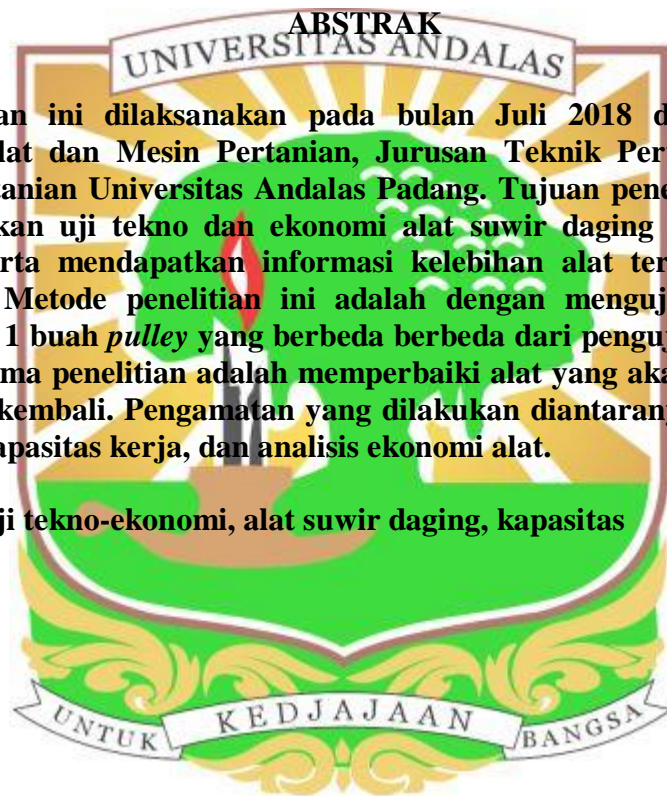 ABSTRAK
UNIVERSITAS ANDALAS
an ini dilaksanakan pada bulan Juli 2018 d
lat dan Mesin Pertanian, Jurusan Teknik Per
tanian Universitas Andalas Padang. Tujuan pene
kan uji tekno dan ekonomi alat suwir daging
rta mendapatkan informasi kelebihan alat ter
Metode penelitian ini adalah dengan menguj
1 buah pulley yang berbeda berbeda dari penguj
ma penelitian adalah memperbaiki alat yang aka
kembali. Pengamatan yang dilakukan diantarany
apasitas kerja, dan analisis ekonomi alat.
ji tekno-ekonomi, alat suwir daging, kapasitas
UNTUK KEDJAJAAN BANGSA